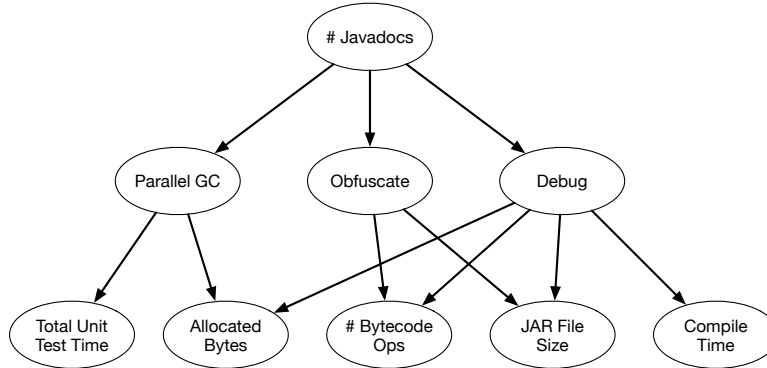 # Javadocs
Parallel GC
Obfuscate
Debug
Total Unit
Test Time
Allocated
Bytes
# Bytecode
Ops
JAR File
Size
Compile
Time